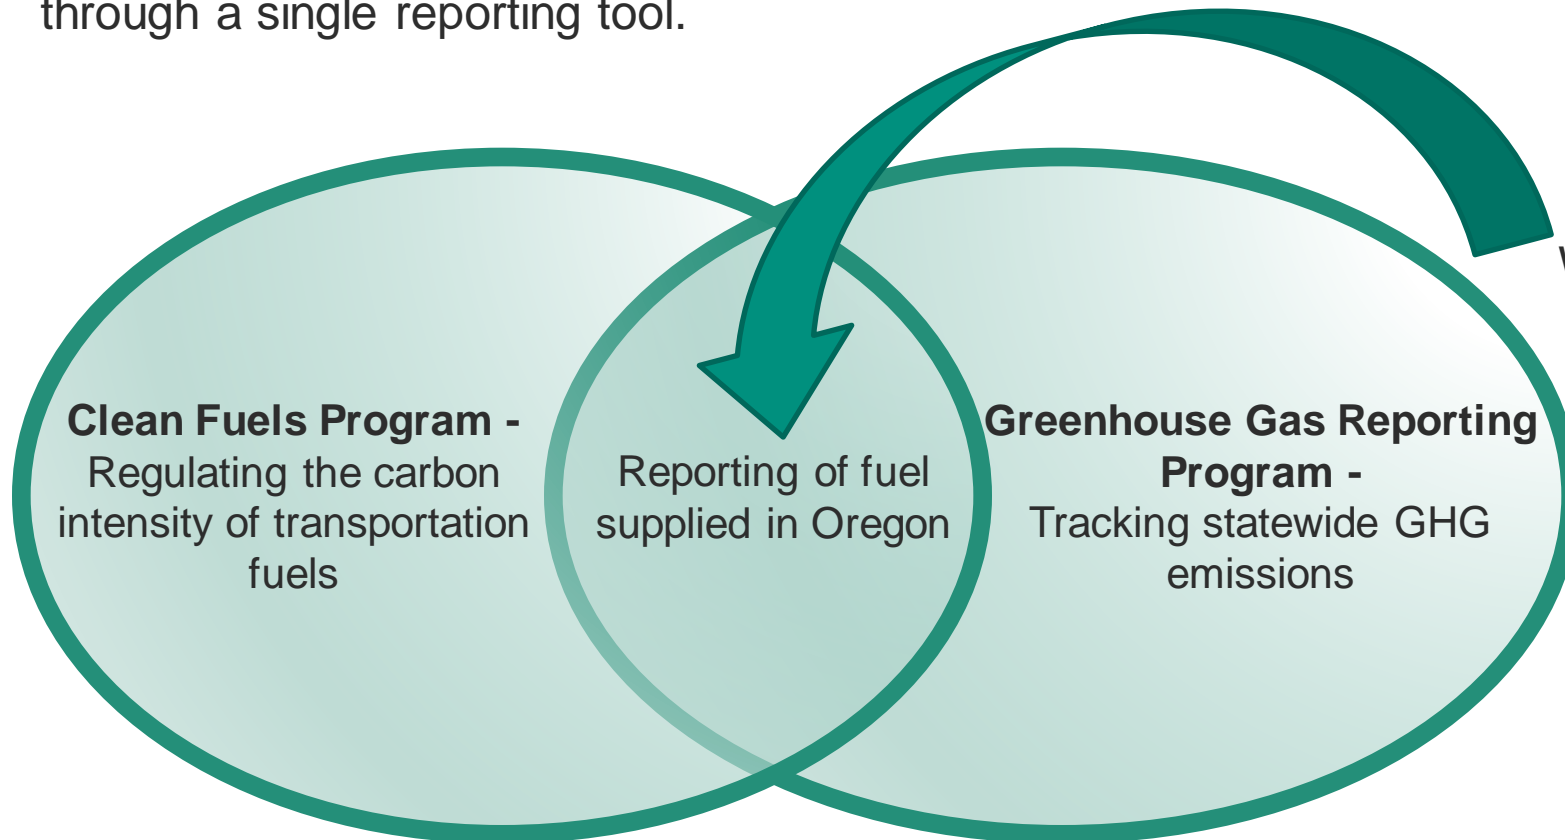 through a single reporting tool.
Clean Fuels Program -
Regulating the carbon
intensity of transportation
fuels
Reporting of fuel
supplied in Oregon
Greenhouse Gas Reporting
Program -
Tracking statewide GHG
emissions